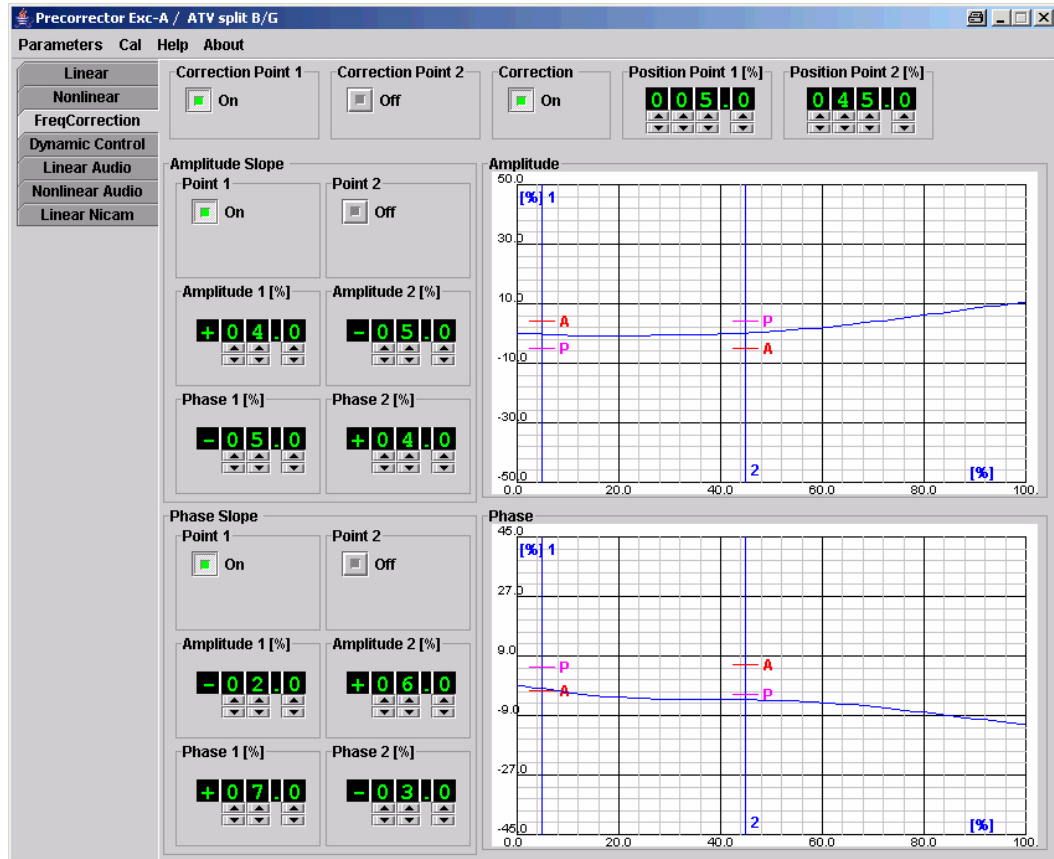 Precorrector Exc-A / ATV split B/G
Parameters Cal Help About
Linear
Nonlinear
FreqCorrection
Dynamic Control
Linear Audio
Nonlinear Audio
Linear Nicam
Correction Point 1
On
Correction Point 2
Off
Correction
On
Position Point 1 [%]
005.0
Position Point 2 [%]
045.0
Amplitude Slope
Point 1
On
Point 2
Off
Amplitude 1 [%]
+04.0
Amplitude 2 [%]
-05.0
Phase 1 [%]
-05.0
Phase 2 [%]
+04.0
Amplitude
50.0
[%] 1
30.0
10.0
A
P
P
A
-10.0
-30.0
-50.0
2
[%]
0.0 20.0 40.0 60.0 80.0 100.
Phase Slope
Point 1
On
Point 2
Off
Amplitude 1 [%]
-02.0
Amplitude 2 [%]
+06.0
Phase 1 [%]
+07.0
Phase 2 [%]
-03.0
Phase
45.0
[%] 1
27.0
9.0
P
A
A
P
-9.0
-27.0
-45.0
2
[%]
0.0 20.0 40.0 60.0 80.0 100.